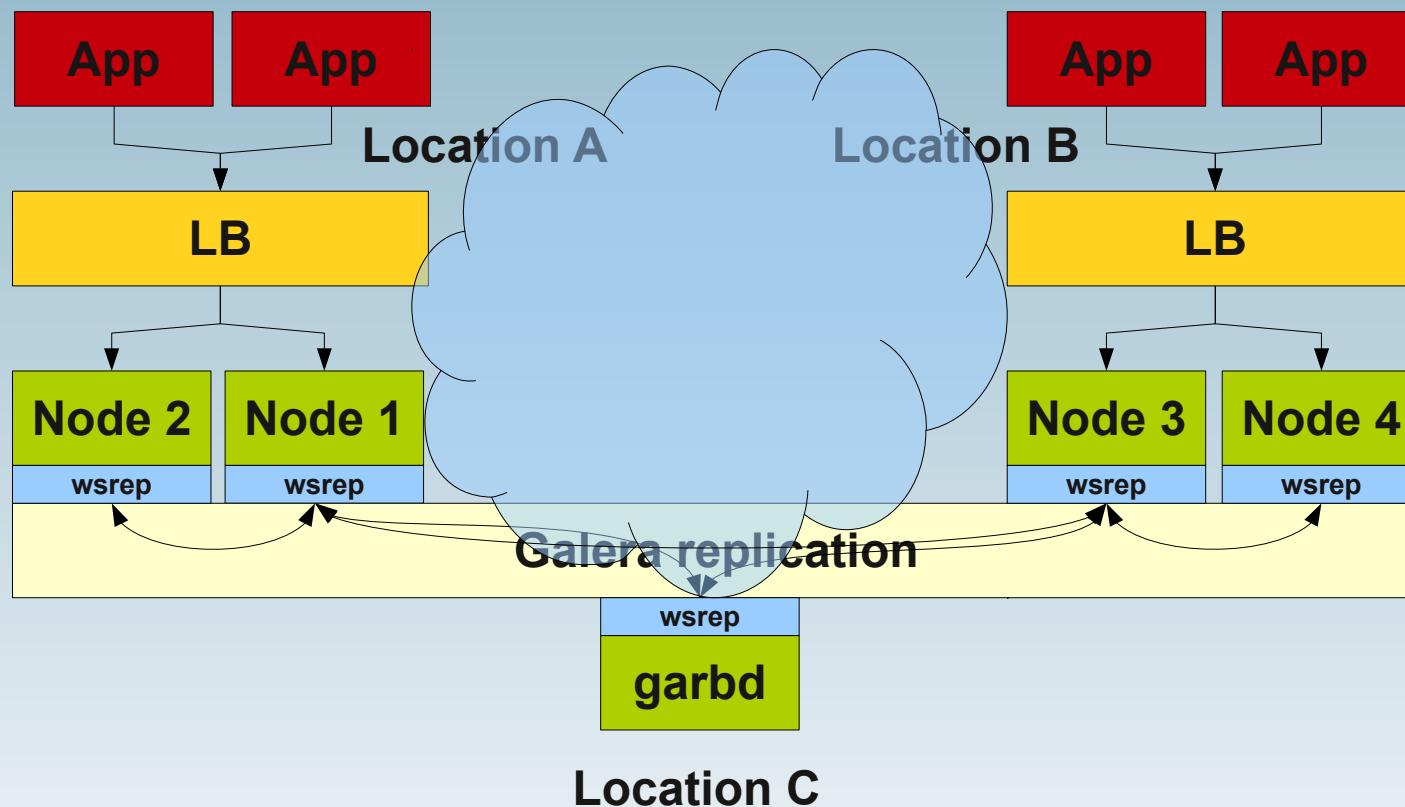 App App App App
Location A Location B
LB LB
Node 2 Node 1 Node 3 Node 4
wsrep wsrep wsrep wsrep
Galera replication
wsrep
garbd
Location C